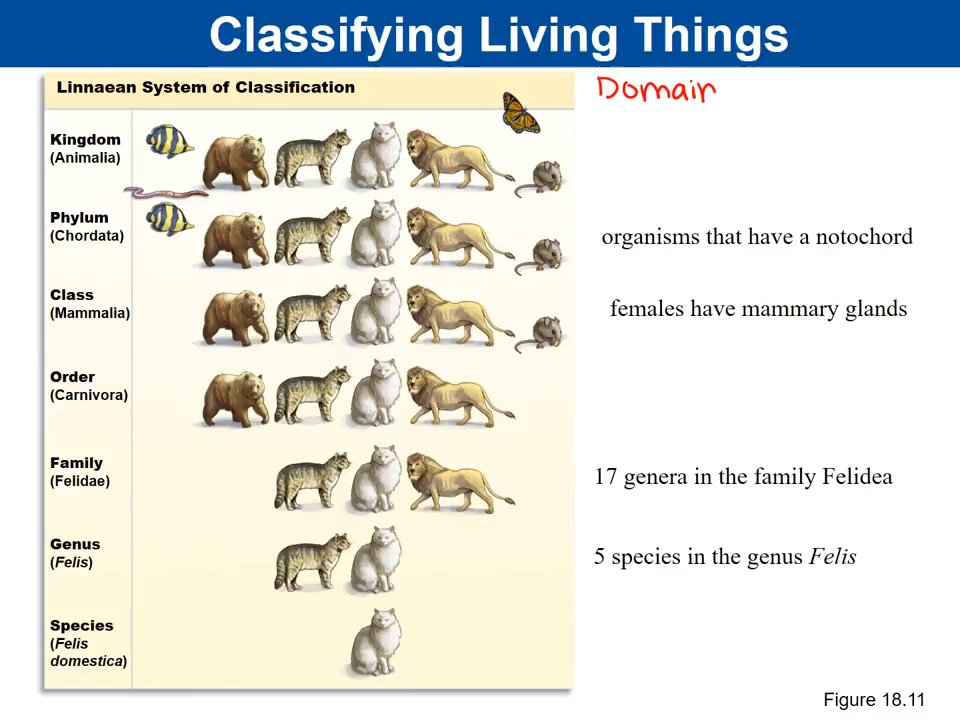 Classifying Living Things
Linnaean System of Classification
Domain
Kingdom
(Animalia)
Phylum
(Chordata)
organisms that have a notochord
Class
(Mammalia)
females have mammary glands
Order
(Carnivora)
Family
(Felidae)
17 genera in the family Felidea
Genus
(Felis)
5 species in the genus Felis
Species
(Felis
domestica)
Figure 18.11